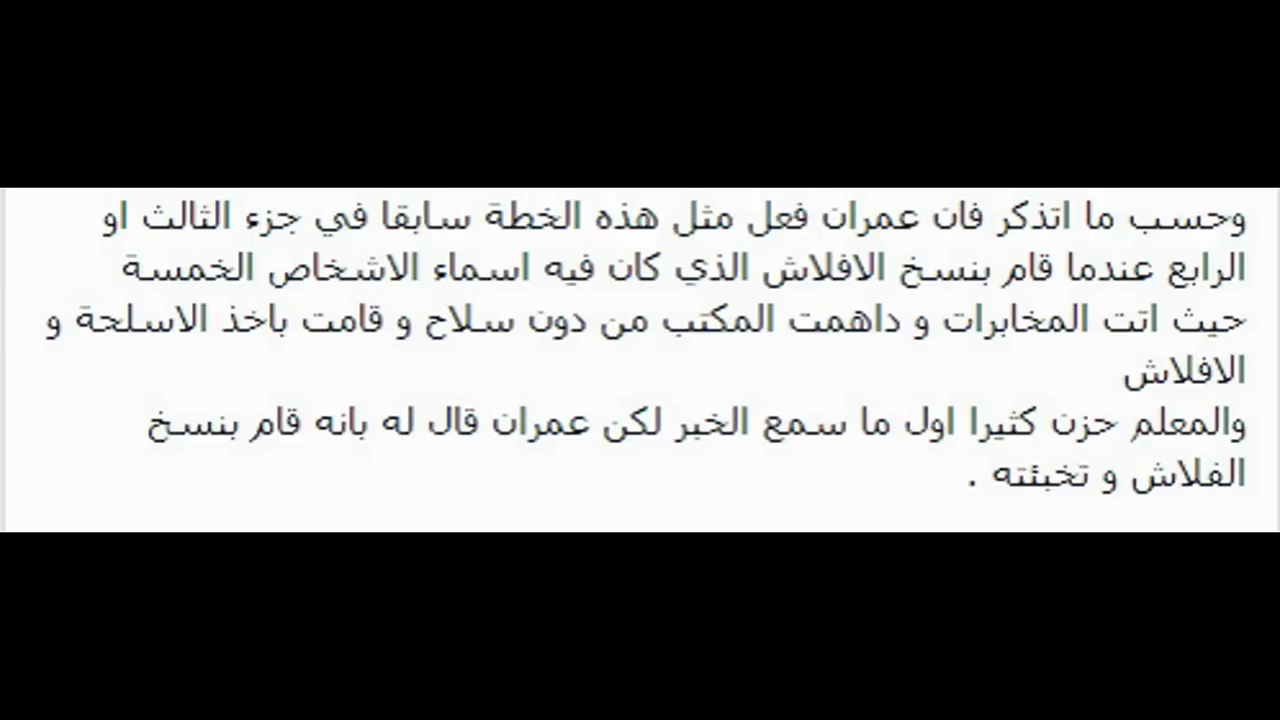 وحسب ما اتذكر فان عمران فعل مثل هذه الخطة سابقا في جزء الثالث او
الرابع عندما قام بنسخ الافلاش الذي كان فيه اسماء الاشخاص الخمسة
حيث اتت المخابرات و داهمت المكتب من دون سلاح و قامت باخذ الاسلحة و
الافلاش
والمعلم حزن كثيرا اول ما سمع الخبر لكن عمران قال له بانه قام بنسخ
الفلاش و تخبئته .